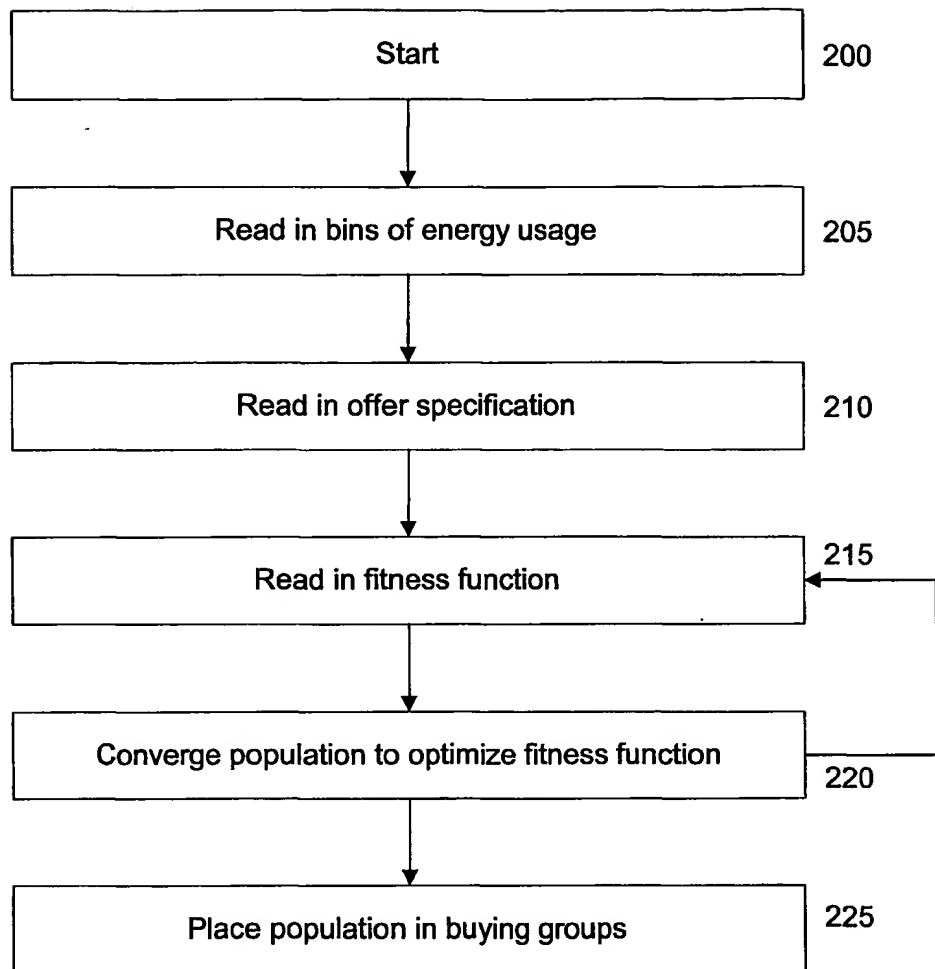 Start
200
Read in bins of energy usage
205
Read in offer specification
210
Read in fitness function
215
Converge population to optimize fitness function
220
Place population in buying groups
225